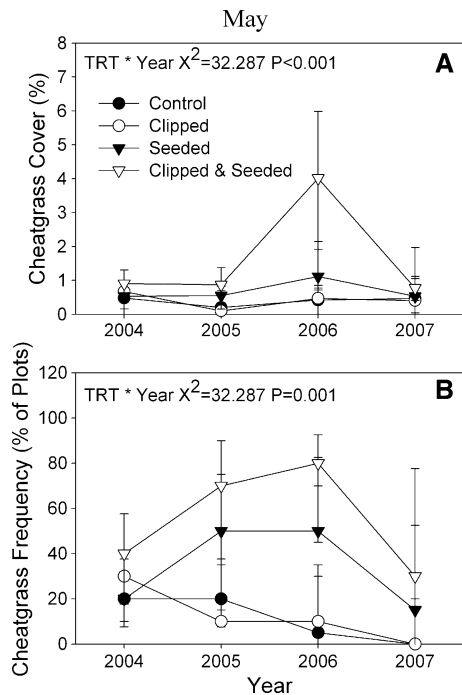 May
TRT * Year X²=32.287 P<0.001
A
Control
Clipped
Seeded
Clipped & Seeded
Cheatgrass Cover (%)
8
7
6
5
4
3
2
1
0
2004 2005 2006 2007
TRT * Year X²=32.287 P=0.001
B
Cheatgrass Frequency (% of Plots)
120
100
80
60
40
20
0
2004 2005 2006 2007
Year